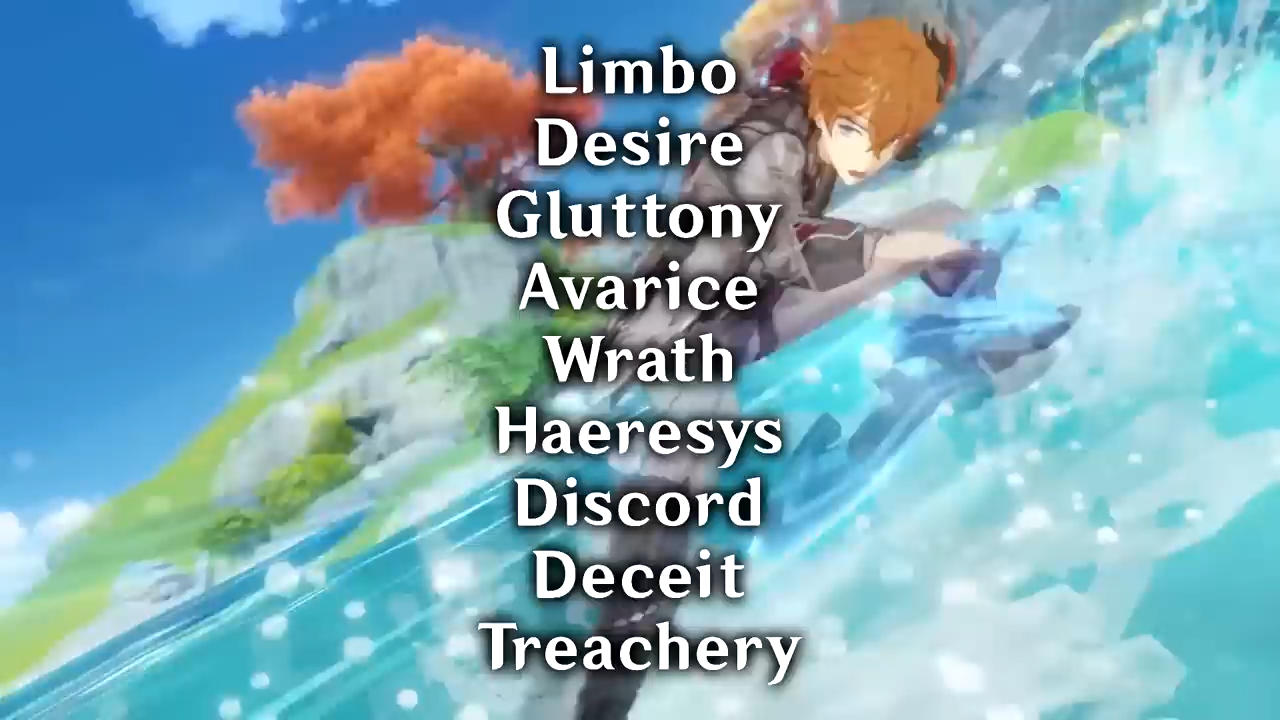 Limbo
Desire
Gluttony
Avarice
Wrath
Haeresys
Discord
Deceit
Treachery